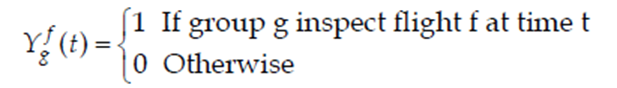 Y_g^f (t) = { 1 If group g inspect flight f at time t
0 Otherwise